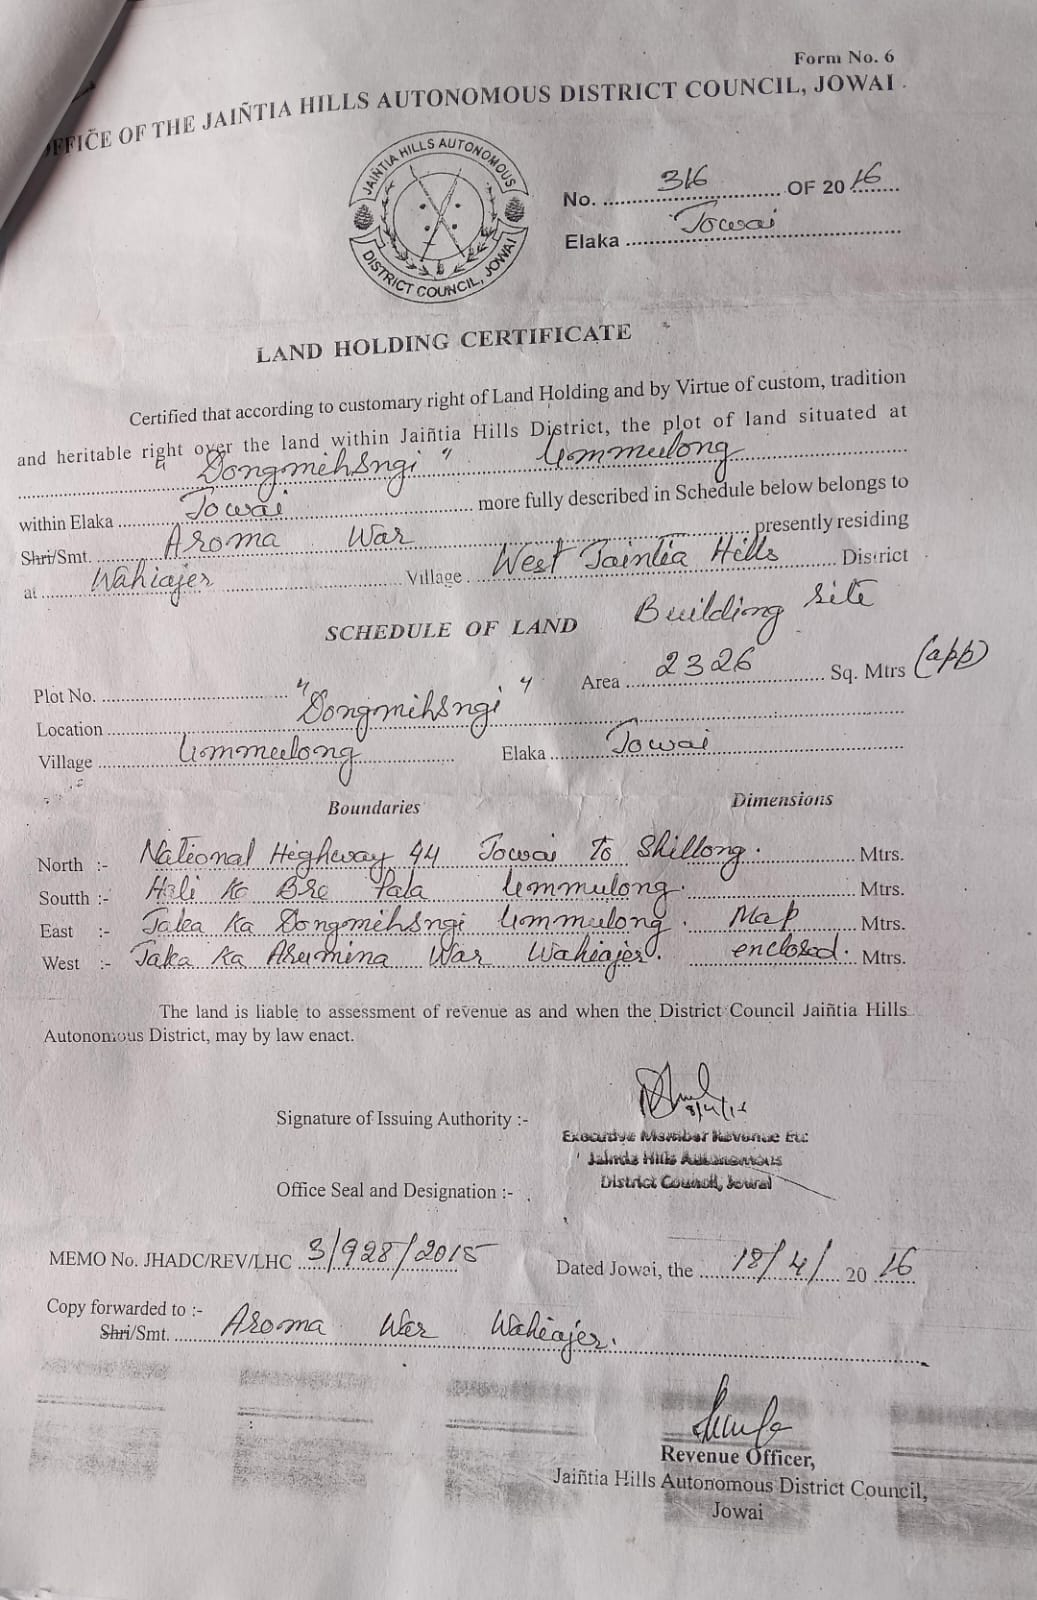 Form No. 6
OFFICE OF THE JAIÑTIA HILLS AUTONOMOUS DISTRICT COUNCIL, JOWAI.
JAIÑTIA HILLS AUTONOMOUS
DISTRICT COUNCIL, JOWAI
No. 316 OF 2016
Elaka Jowai
LAND HOLDING CERTIFICATE
Certified that according to customary right of Land Holding and by Virtue of custom, tradition
and heritable right over the land within Jaiñtia Hills District, the plot of land situated at
"Dongmihsngi" Ummulong
within Elaka Jowai more fully described in Schedule below belongs to
Shri/Smt. Aroma War presently residing
at Wahiajer Village West Jaintia Hills District
SCHEDULE OF LAND Building site
Plot No. Area 2326 Sq. Mtrs (app)
Location "Dongmihsngi"
Village Ummulong Elaka Jowai
Boundaries Dimensions
North :- National Highway 44 Jowai to Shillong. Mtrs.
Soutth :- Hali Ka Bre Pala Ummulong. Mtrs.
East :- Jaka Ka Dongmihsngi Ummulong. Map Mtrs.
West :- Jaka Ka Arumina War Wahiajer. enclosed. Mtrs.
The land is liable to assessment of revenue as and when the District Council Jaiñtia Hills
Autonomous District, may by law enact.
Signature of Issuing Authority :-
Executive Member Revenue Etc
Jaintia Hills Autonomous
District Council, Jowai
Office Seal and Designation :-
MEMO No. JHADC/REV/LHC 3/928/2015 Dated Jowai, the 18/4/ 2016
Copy forwarded to :-
Shri/Smt. Aroma War Wahiajer.
Revenue Officer,
Jaiñtia Hills Autonomous District Council,
Jowai